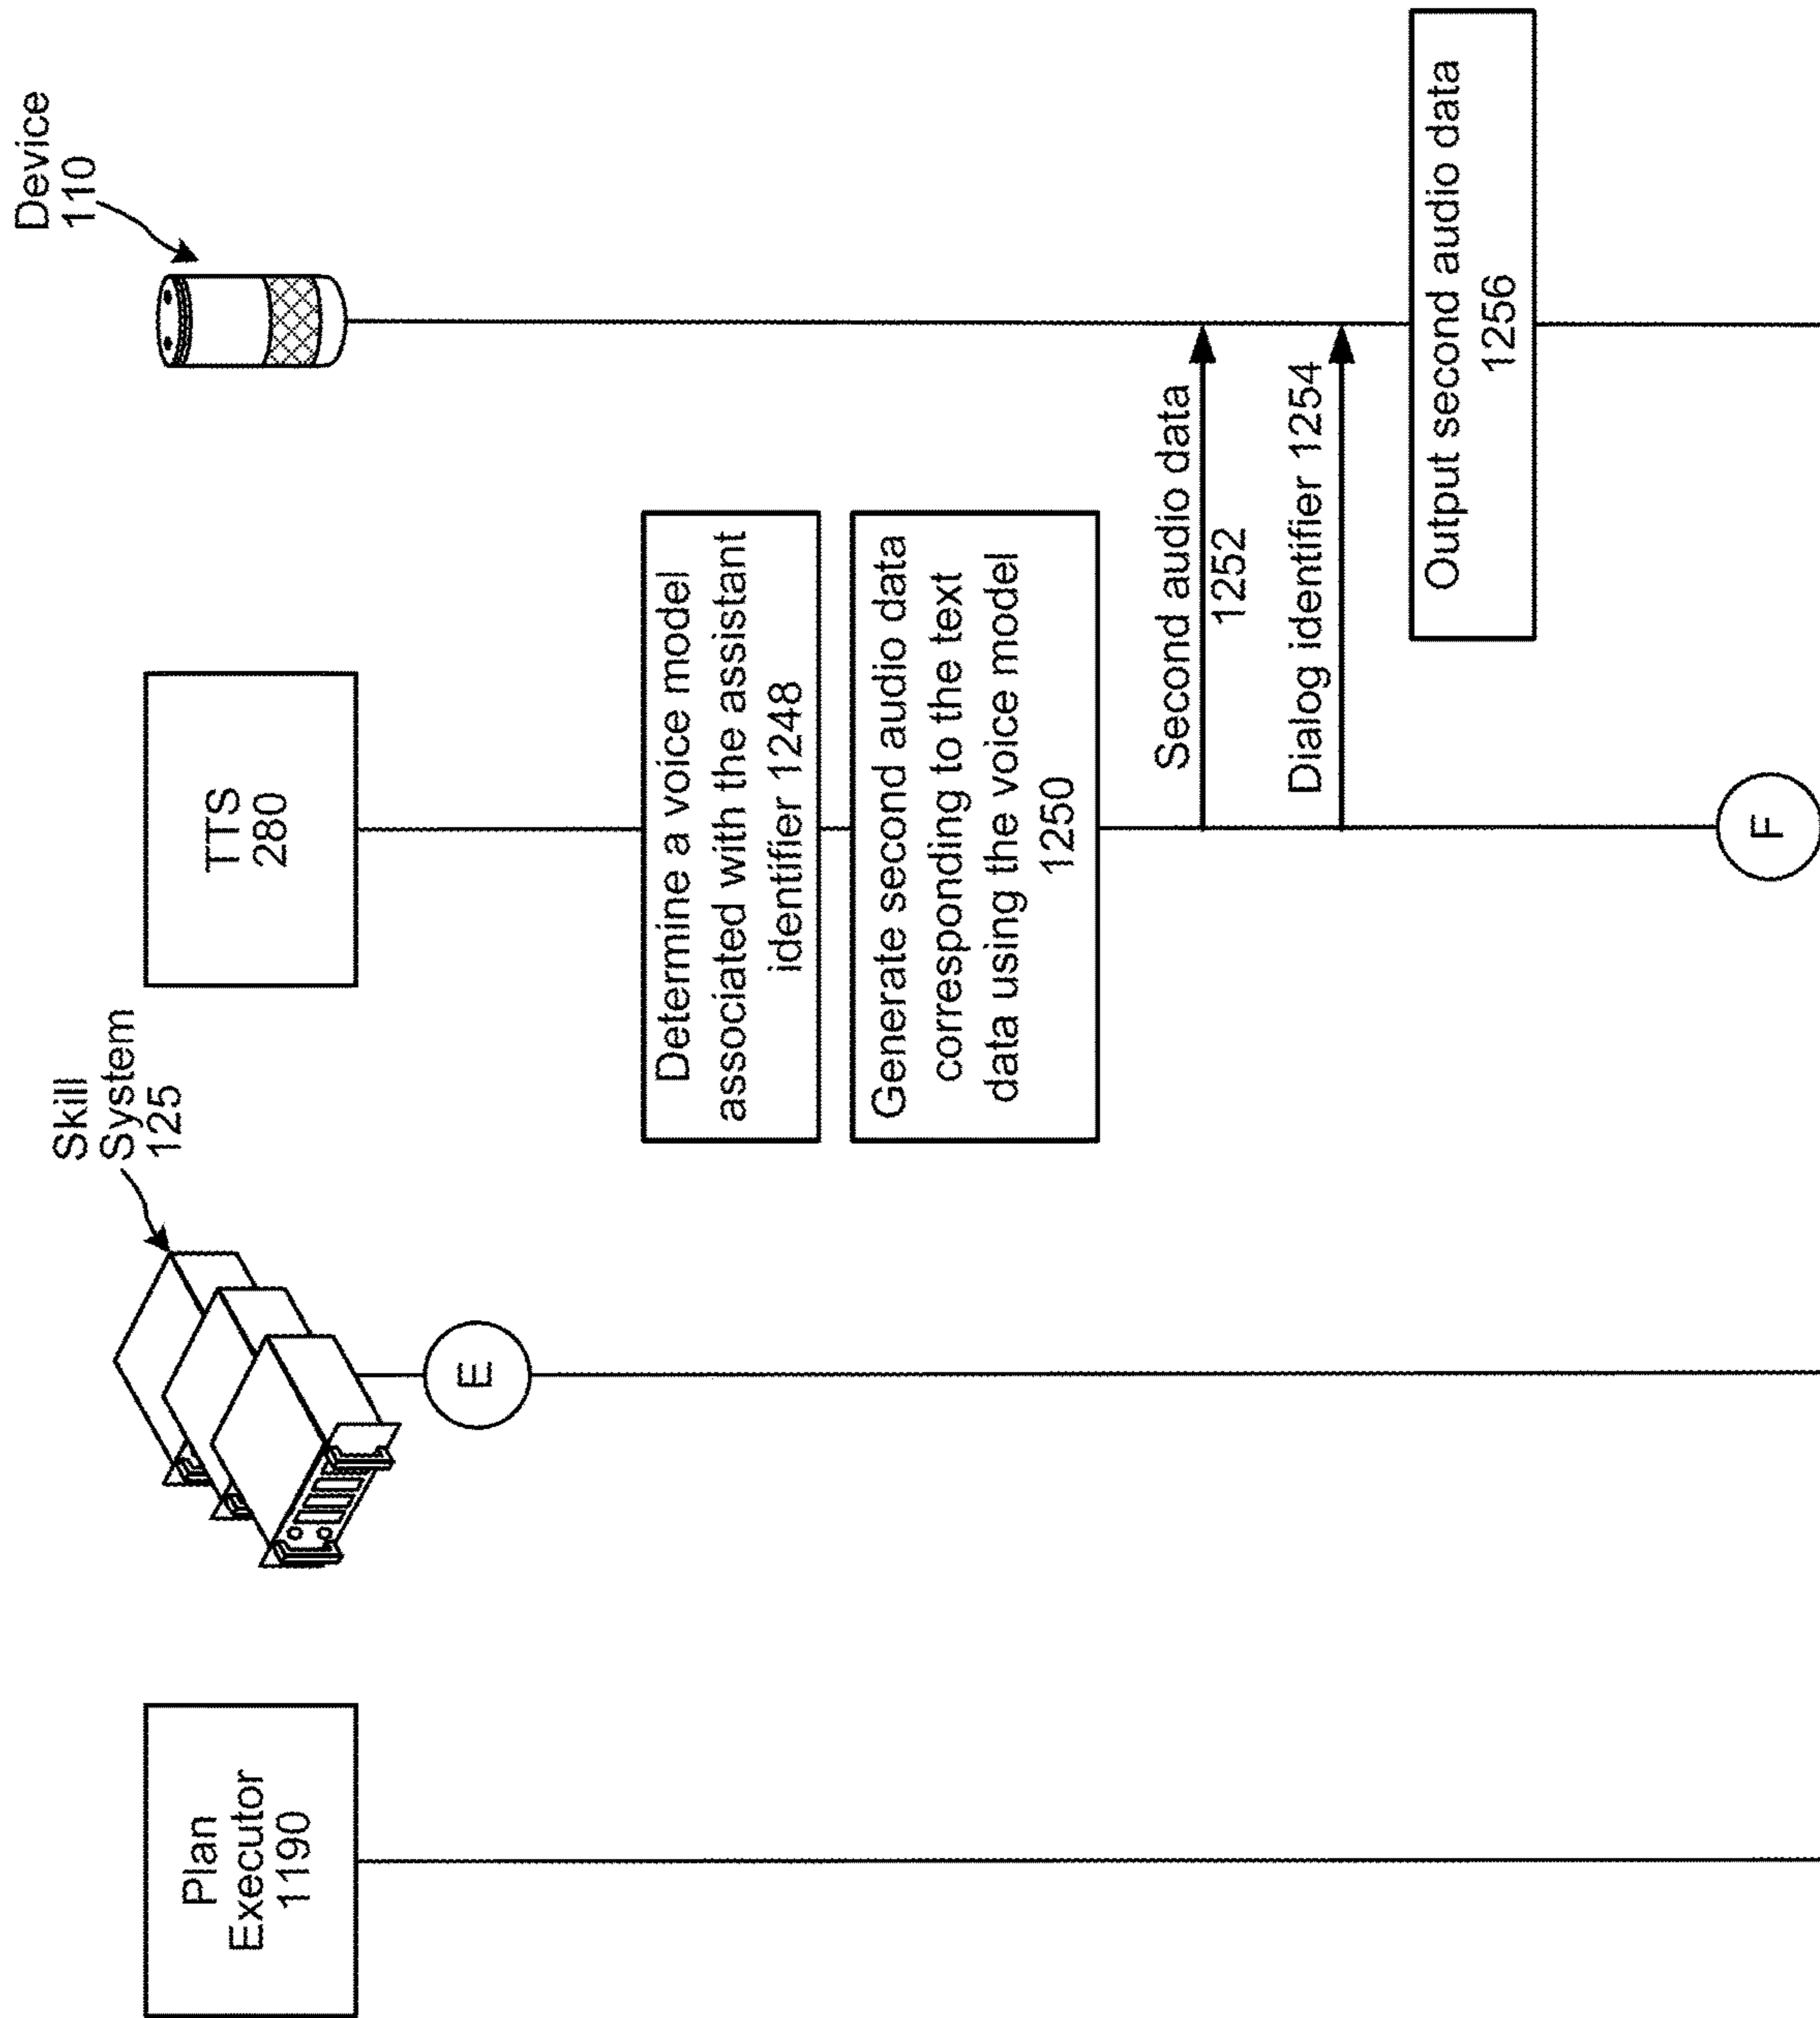 Plan
Executor
1190
Skill
System
125
TTS
280
Device
110
E
Determine a voice model
associated with the assistant
identifier 1248
Generate second audio data
corresponding to the text
data using the voice model
1250
Second audio data
1252
Dialog identifier 1254
Output second audio data
1256
F